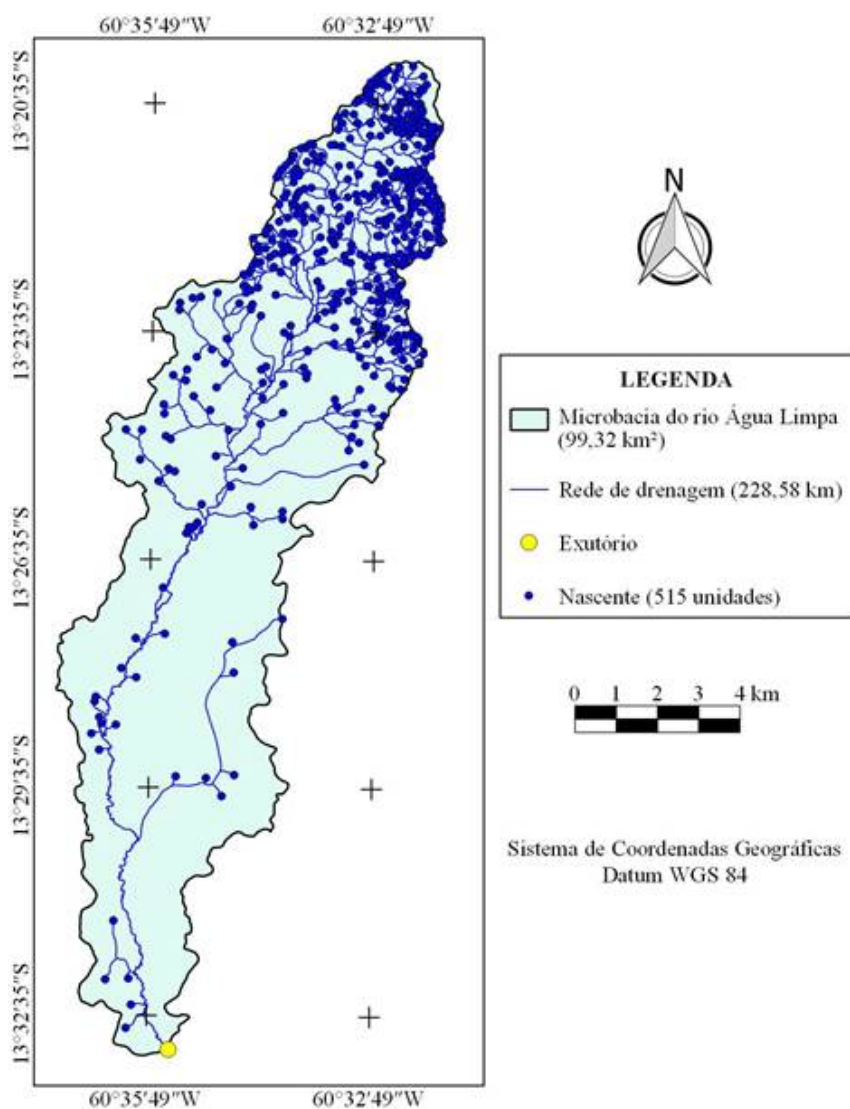 60°35'49"W
60°32'49"W
13°20'35"S
13°23'35"S
13°26'35"S
13°29'35"S
13°32'35"S
60°35'49"W
60°32'49"W
N
LEGENDA
Microbacia do rio Água Limpa
(99,32 km²)
Rede de drenagem (228,58 km)
Exutório
Nascente (515 unidades)
0 1 2 3 4 km
Sistema de Coordenadas Geográficas
Datum WGS 84